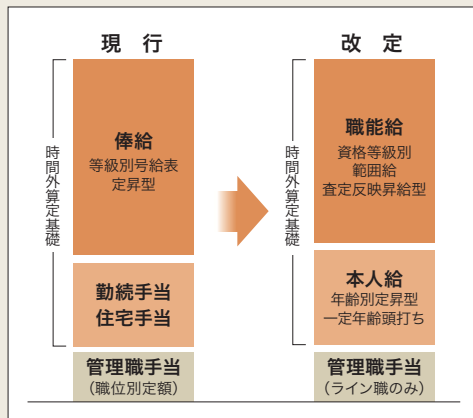 現 行
時間外算定基礎
俸給
等級別号給表
定昇型
勤続手当
住宅手当
管理職手当
(職位別定額)
改 定
時間外算定基礎
職能給
資格等級別
範囲給
査定反映昇給型
本人給
年齢別定昇型
一定年齢頭打ち
管理職手当
(ライン職のみ)